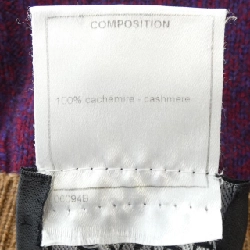 COMPOSITION
100% cachemire - cashmere